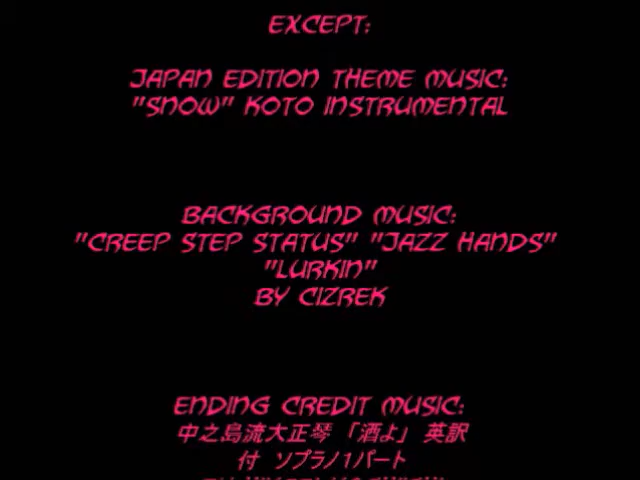 EXCEPT:
JAPAN EDITION THEME MUSIC:
"SNOW" KOTO INSTRUMENTAL
BACKGROUND MUSIC:
"CREEP STEP STATUS" "JAZZ HANDS"
"LURKIN"
BY CIZREK
ENDING CREDIT MUSIC:
中之島流大正琴 「酒よ」 英訳
付 ソプラノ1パート